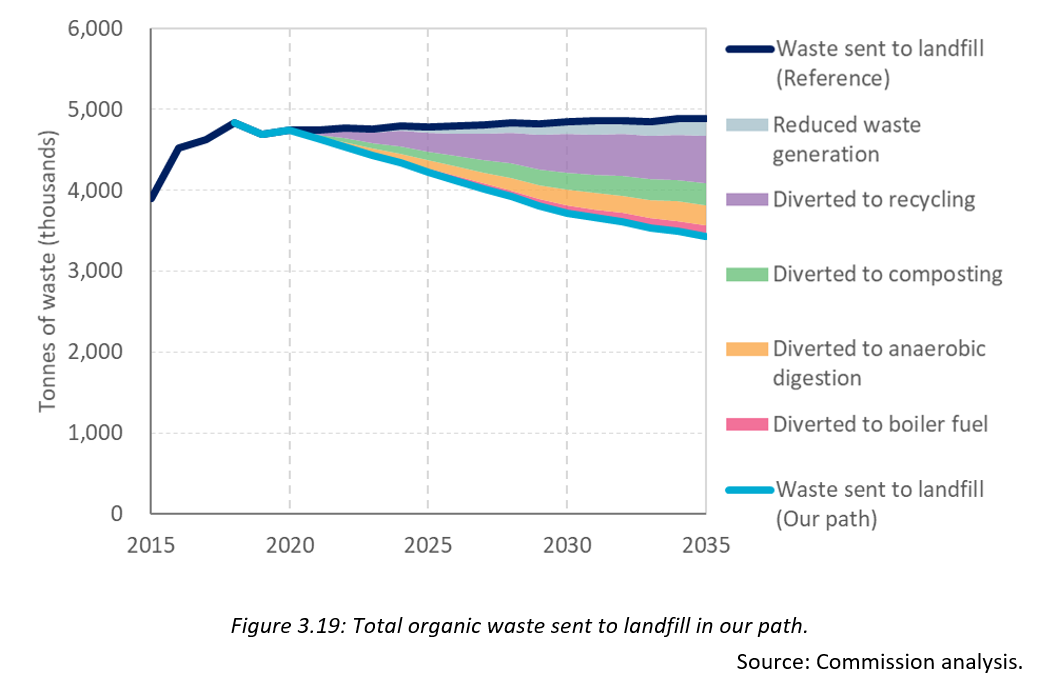 6,000
5,000
4,000
3,000
2,000
1,000
0
Tonnes of waste (thousands)
2015
2020
2025
2030
2035
Waste sent to landfill
(Reference)
Reduced waste
generation
Diverted to recycling
Diverted to composting
Diverted to anaerobic
digestion
Diverted to boiler fuel
Waste sent to landfill
(Our path)
Figure 3.19: Total organic waste sent to landfill in our path.
Source: Commission analysis.